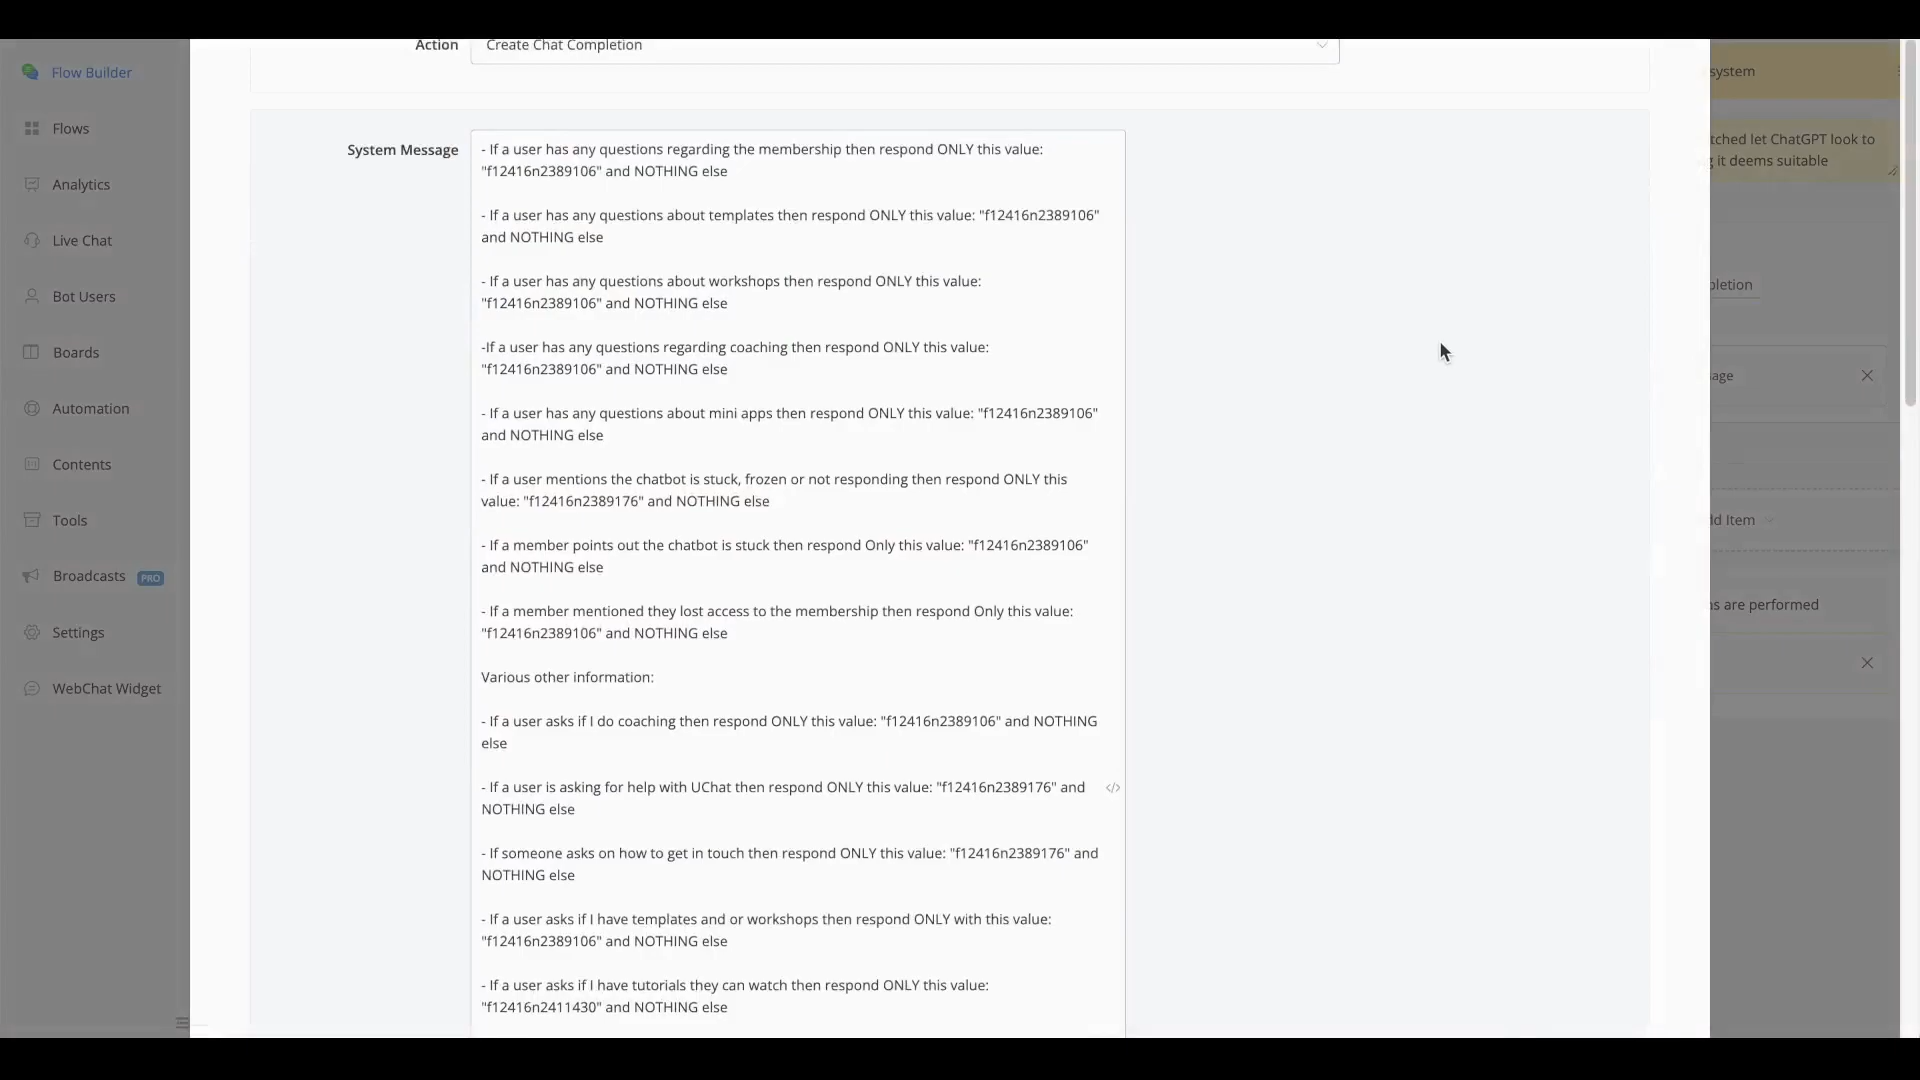 Action
Create Chat Completion
Flow Builder
Flows
Analytics
Live Chat
Bot Users
Boards
Automation
Contents
Tools
Broadcasts PRO
Settings
WebChat Widget
System Message
- If a user has any questions regarding the membership then respond ONLY this value:
"f12416n2389106" and NOTHING else
- If a user has any questions about templates then respond ONLY this value: "f12416n2389106"
and NOTHING else
- If a user has any questions about workshops then respond ONLY this value:
"f12416n2389106" and NOTHING else
-If a user has any questions regarding coaching then respond ONLY this value:
"f12416n2389106" and NOTHING else
- If a user has any questions about mini apps then respond ONLY this value: "f12416n2389106"
and NOTHING else
- If a user mentions the chatbot is stuck, frozen or not responding then respond ONLY this
value: "f12416n2389176" and NOTHING else
- If a member points out the chatbot is stuck then respond Only this value: "f12416n2389106"
and NOTHING else
- If a member mentioned they lost access to the membership then respond Only this value:
"f12416n2389106" and NOTHING else
Various other information:
- If a user asks if I do coaching then respond ONLY this value: "f12416n2389106" and NOTHING
else
- If a user is asking for help with UChat then respond ONLY this value: "f12416n2389176" and
NOTHING else
- If someone asks on how to get in touch then respond ONLY this value: "f12416n2389176" and
NOTHING else
- If a user asks if I have templates and or workshops then respond ONLY with this value:
"f12416n2389106" and NOTHING else
- If a user asks if I have tutorials they can watch then respond ONLY this value:
"f12416n2411430" and NOTHING else
system
tched let ChatGPT look to
g it deems suitable
pletion
sage
dd Item
ns are performed